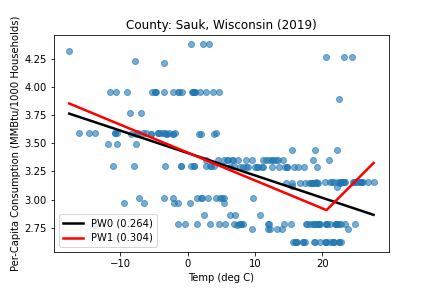 County: Sauk, Wisconsin (2019)
Per-Capita Consumption (MMBtu/1000 Households)
4.25
4.00
3.75
3.50
3.25
3.00
2.75
PW0 (0.264)
PW1 (0.304)
−10
0
10
20
Temp (deg C)